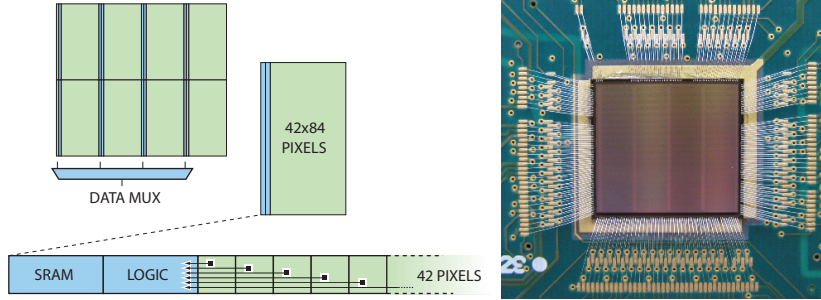 DATA MUX
42x84
PIXELS
SRAM
LOGIC
42 PIXELS